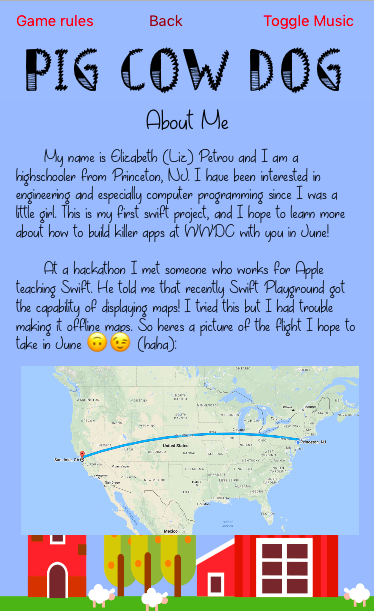 Game rules Back Toggle Music
PIG COW DOG
About Me
My name is Elizabeth (Liz) Petrou and I am a
highschooler from Princeton, NJ. I have been interested in
engineering and especially computer programming since I was a
little girl. This is my first swift project, and I hope to learn more
about how to build killer apps at WWDC with you in June!
At a hackathon I met someone who works for Apple
teaching Swift. He told me that recently Swift Playground got
the capability of displaying maps! I tried this but I had trouble
making it offline maps. So heres a picture of the flight I hope to
take in June 🙃😉 (haha):
United States
Princeton, NJ
Mexico